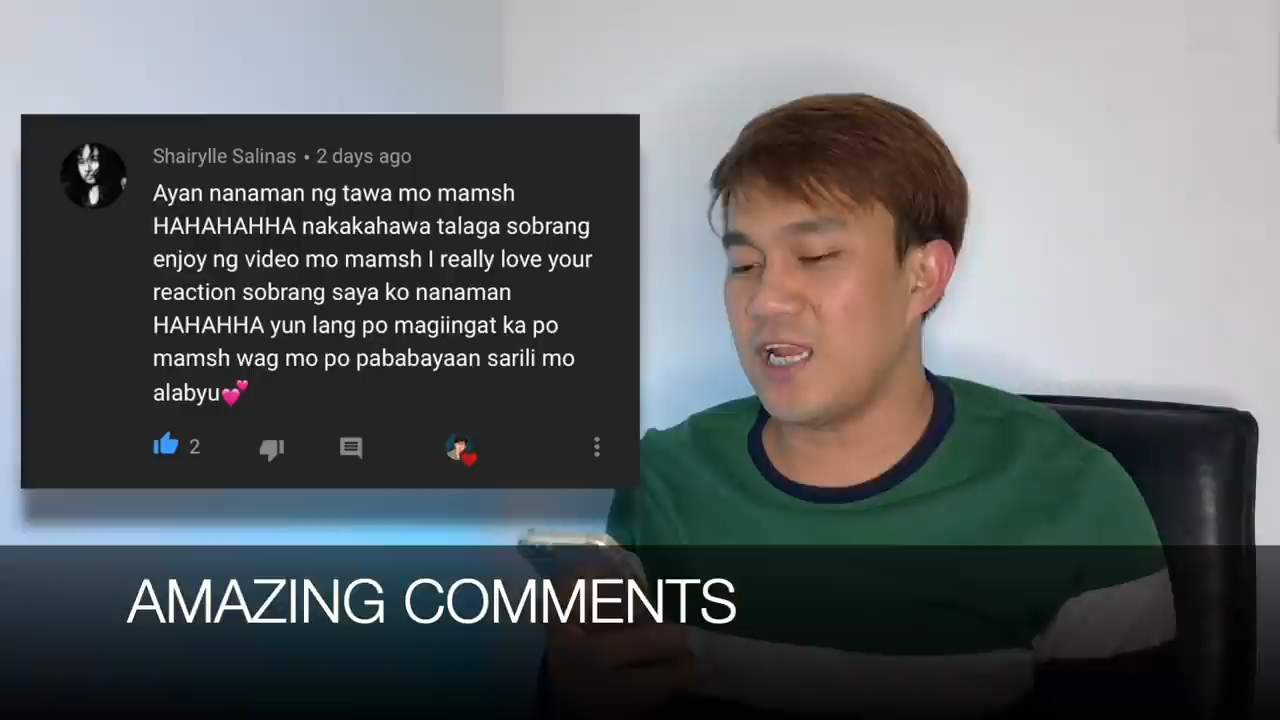 Shairylle Salinas • 2 days ago
Ayan nanaman ng tawa mo mamsh
HAHAHAHHA nakakahawa talaga sobrang
enjoy ng video mo mamsh I really love your
reaction sobrang saya ko nanaman
HAHAHHA yun lang po magiingat ka po
mamsh wag mo po pababayaan sarili mo
alabyu💕
2
AMAZING COMMENTS